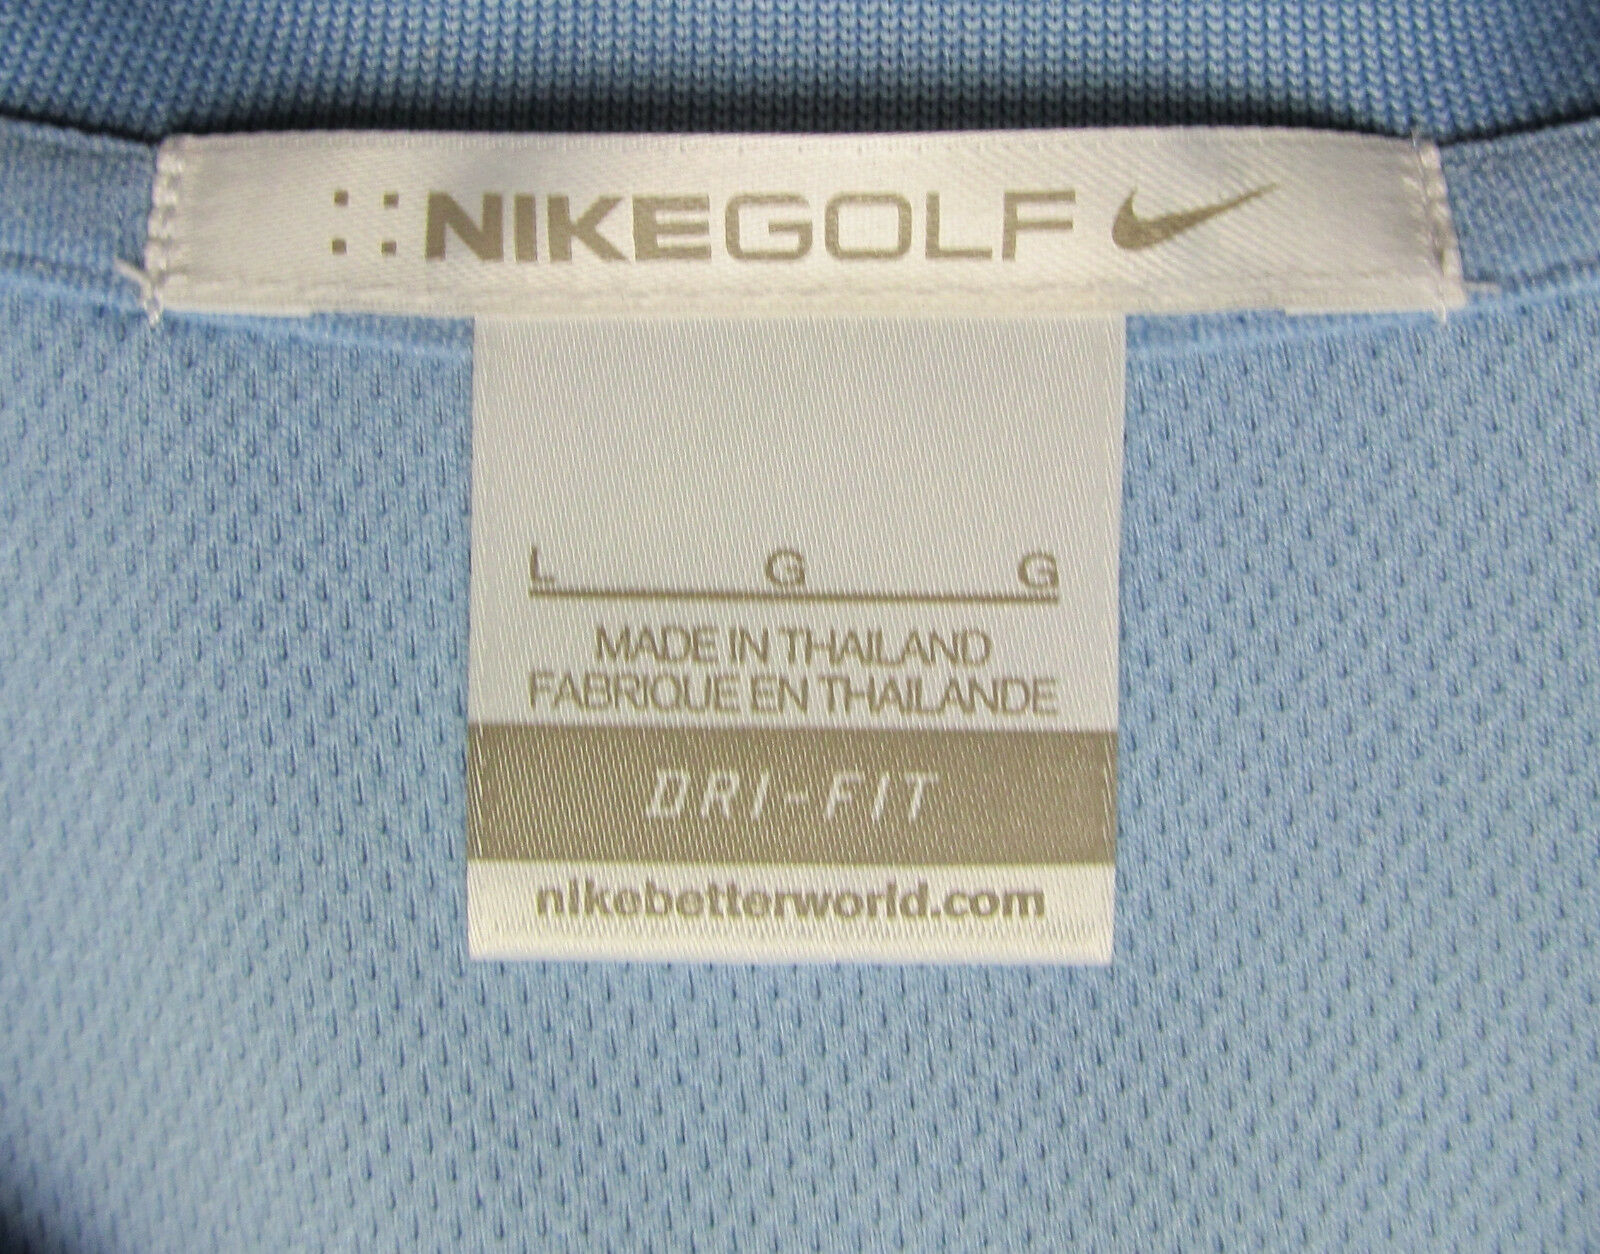 NIKEGOLF
L G G
MADE IN THAILAND
FABRIQUE EN THAILANDE
DRI-FIT
nikebetterworld.com